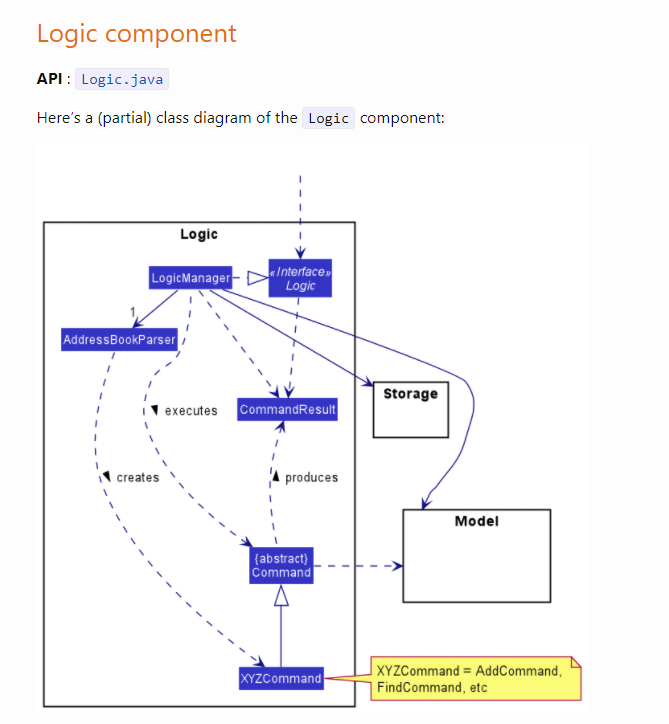 Logic component
API : Logic.java
Here's a (partial) class diagram of the Logic component:
Logic
LogicManager
«Interface»
Logic
1
AddressBookParser
Storage
executes
CommandResult
creates
produces
Model
{abstract}
Command
XYZCommand
XYZCommand = AddCommand,
FindCommand, etc